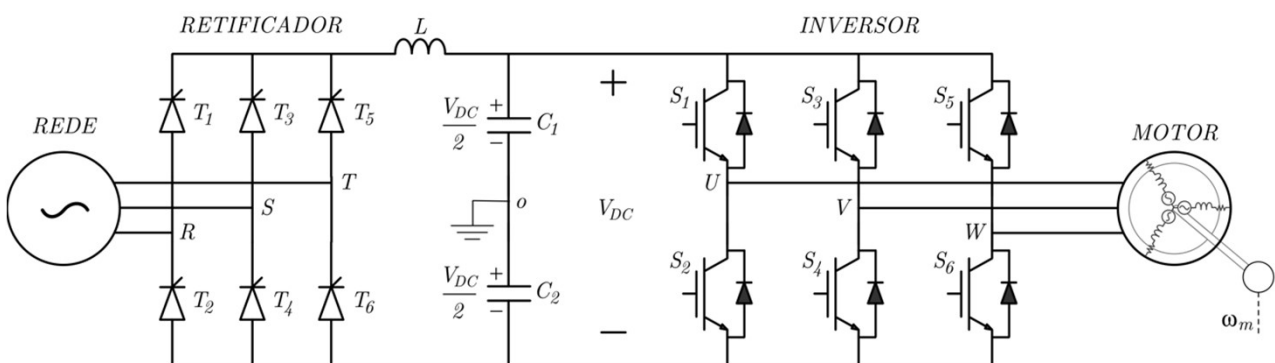 RETIFICADOR
L
INVERSOR
REDE
T1
T3
T5
VDC
2
+
−
C1
+
−
S1
S3
S5
MOTOR
U
V
W
R
S
T
o
VDC
VDC
2
+
−
C2
T2
T4
T6
S2
S4
S6
ωm